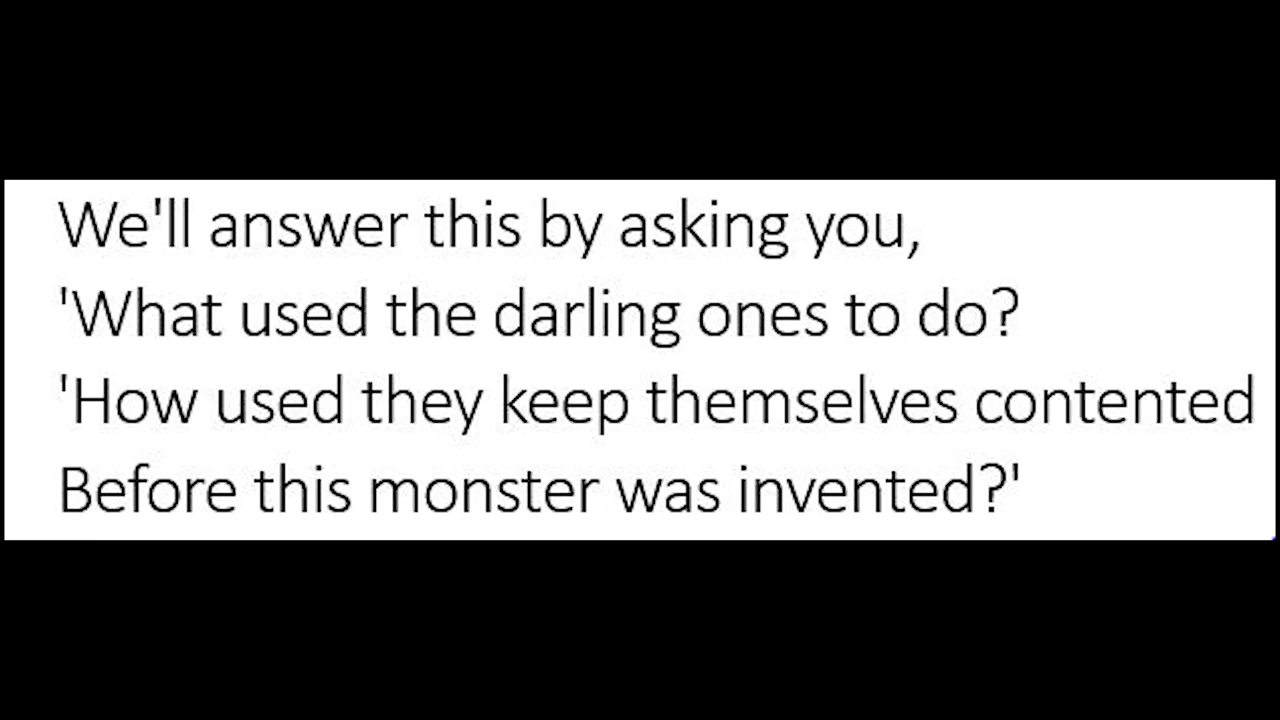 We'll answer this by asking you,
'What used the darling ones to do?
'How used they keep themselves contented
Before this monster was invented?'